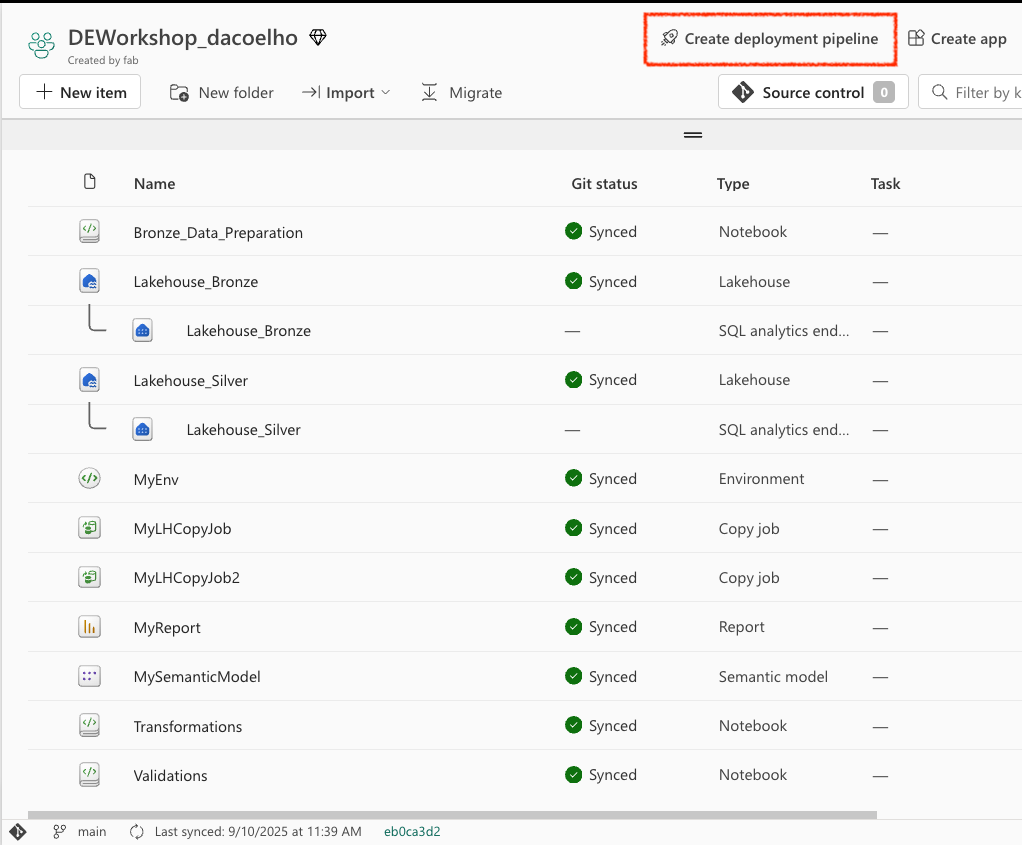 DEWorkshop_dacoelho
Created by fab
Create deployment pipeline
Create app
New item
New folder
Import
Migrate
Source control 0
Filter by k
Name Git status Type Task
Bronze_Data_Preparation Synced Notebook —
Lakehouse_Bronze Synced Lakehouse —
Lakehouse_Bronze — SQL analytics end... —
Lakehouse_Silver Synced Lakehouse —
Lakehouse_Silver — SQL analytics end... —
MyEnv Synced Environment —
MyLHCopyJob Synced Copy job —
MyLHCopyJob2 Synced Copy job —
MyReport Synced Report —
MySemanticModel Synced Semantic model —
Transformations Synced Notebook —
Validations Synced Notebook —
main Last synced: 9/10/2025 at 11:39 AM eb0ca3d2